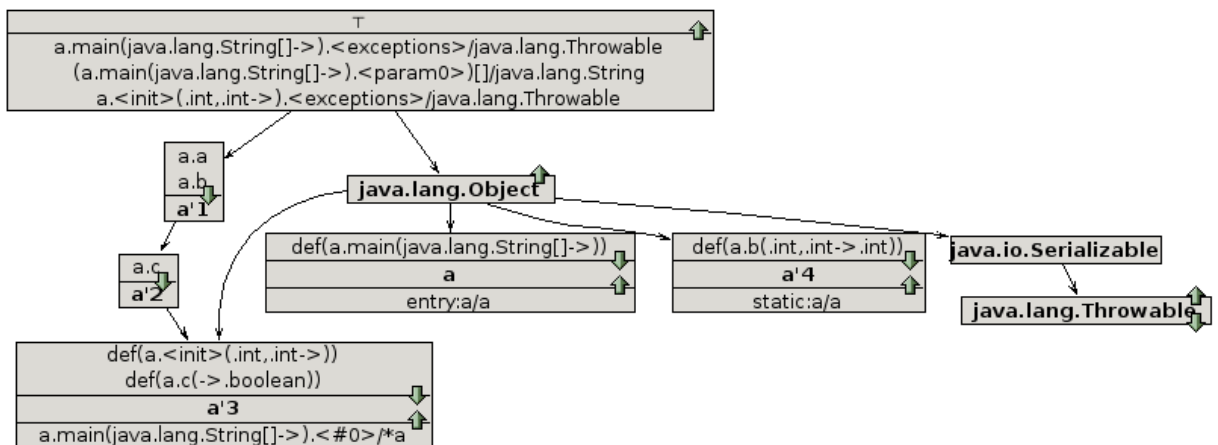 ⊤
a.main(java.lang.String[]->).<exceptions>/java.lang.Throwable
(a.main(java.lang.String[]->).<param0>)[]/java.lang.String
a.<init>(.int,.int->).<exceptions>/java.lang.Throwable
a.a
a.b
a'1
java.lang.Object
def(a.main(java.lang.String[]->))
a
entry:a/a
def(a.b(.int,.int->.int))
a'4
static:a/a
java.io.Serializable
java.lang.Throwable
a.c
a'2
def(a.<init>(.int,.int->))
def(a.c(->.boolean))
a'3
a.main(java.lang.String[]->).<#0>/*a